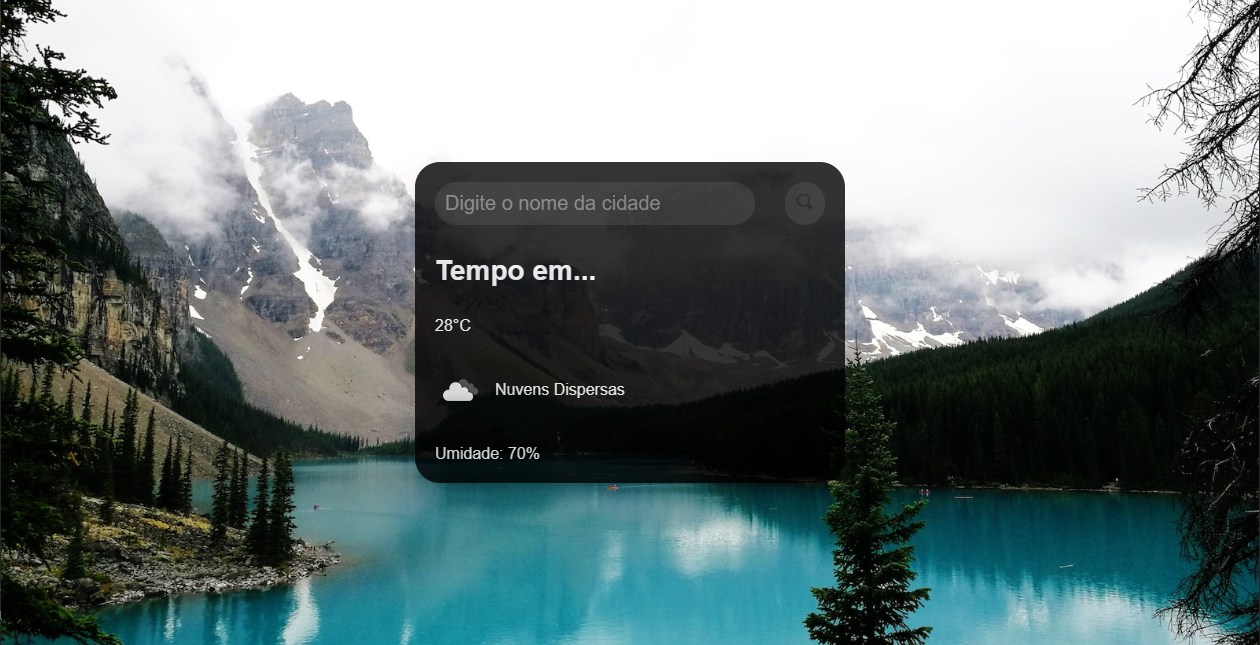 Digite o nome da cidade
Tempo em...
28°C
Nuvens Dispersas
Umidade: 70%